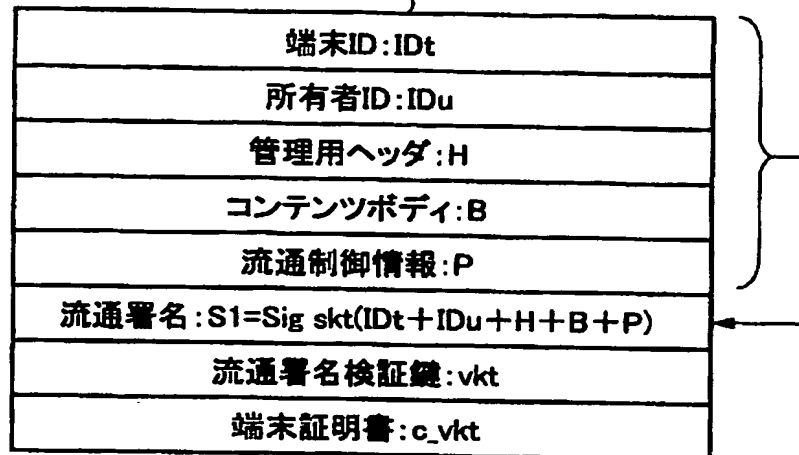 端末ID:IDt
所有者ID:IDu
管理用ヘッダ:H
コンテンツボディ:B
流通制御情報:P
流通署名:S1=Sig skt(IDt+IDu+H+B+P)
流通署名検証鍵:vkt
端末証明書:c_vkt